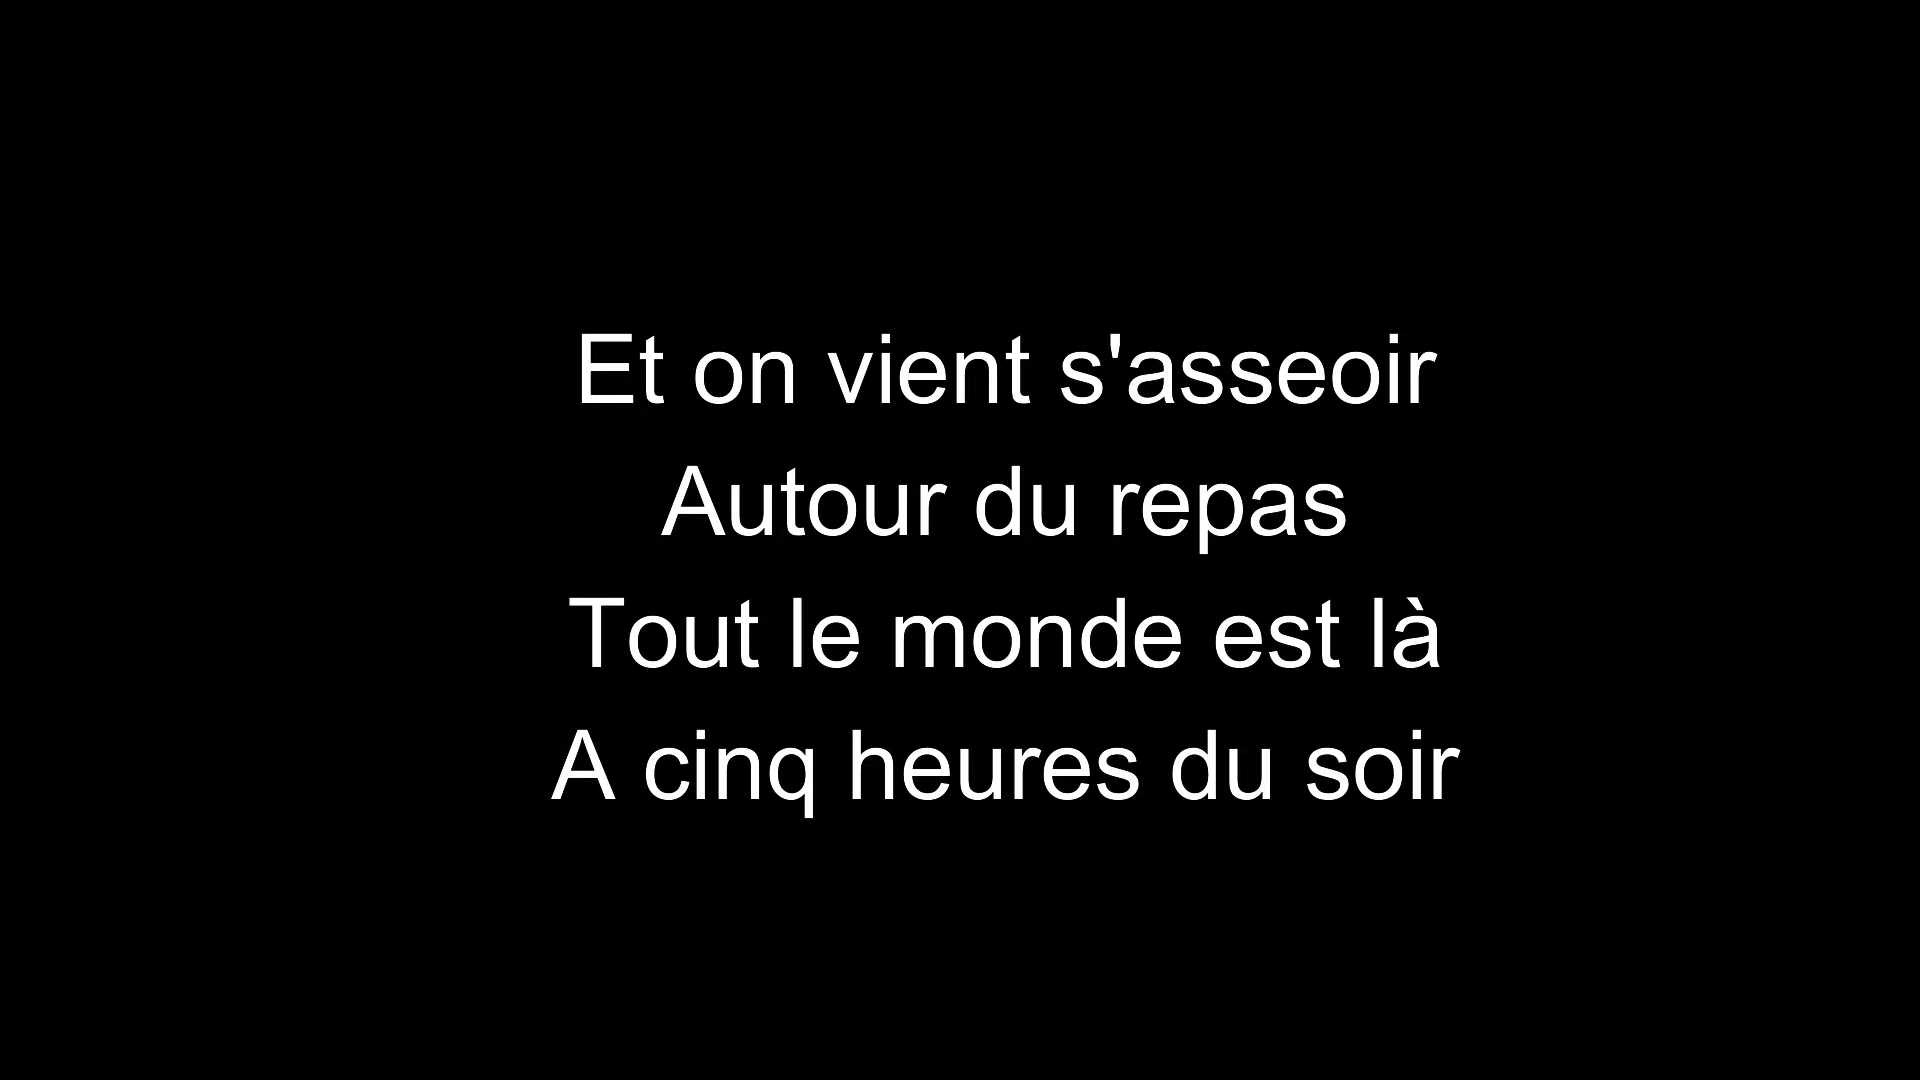 Et on vient s'asseoir
Autour du repas
Tout le monde est là
A cinq heures du soir